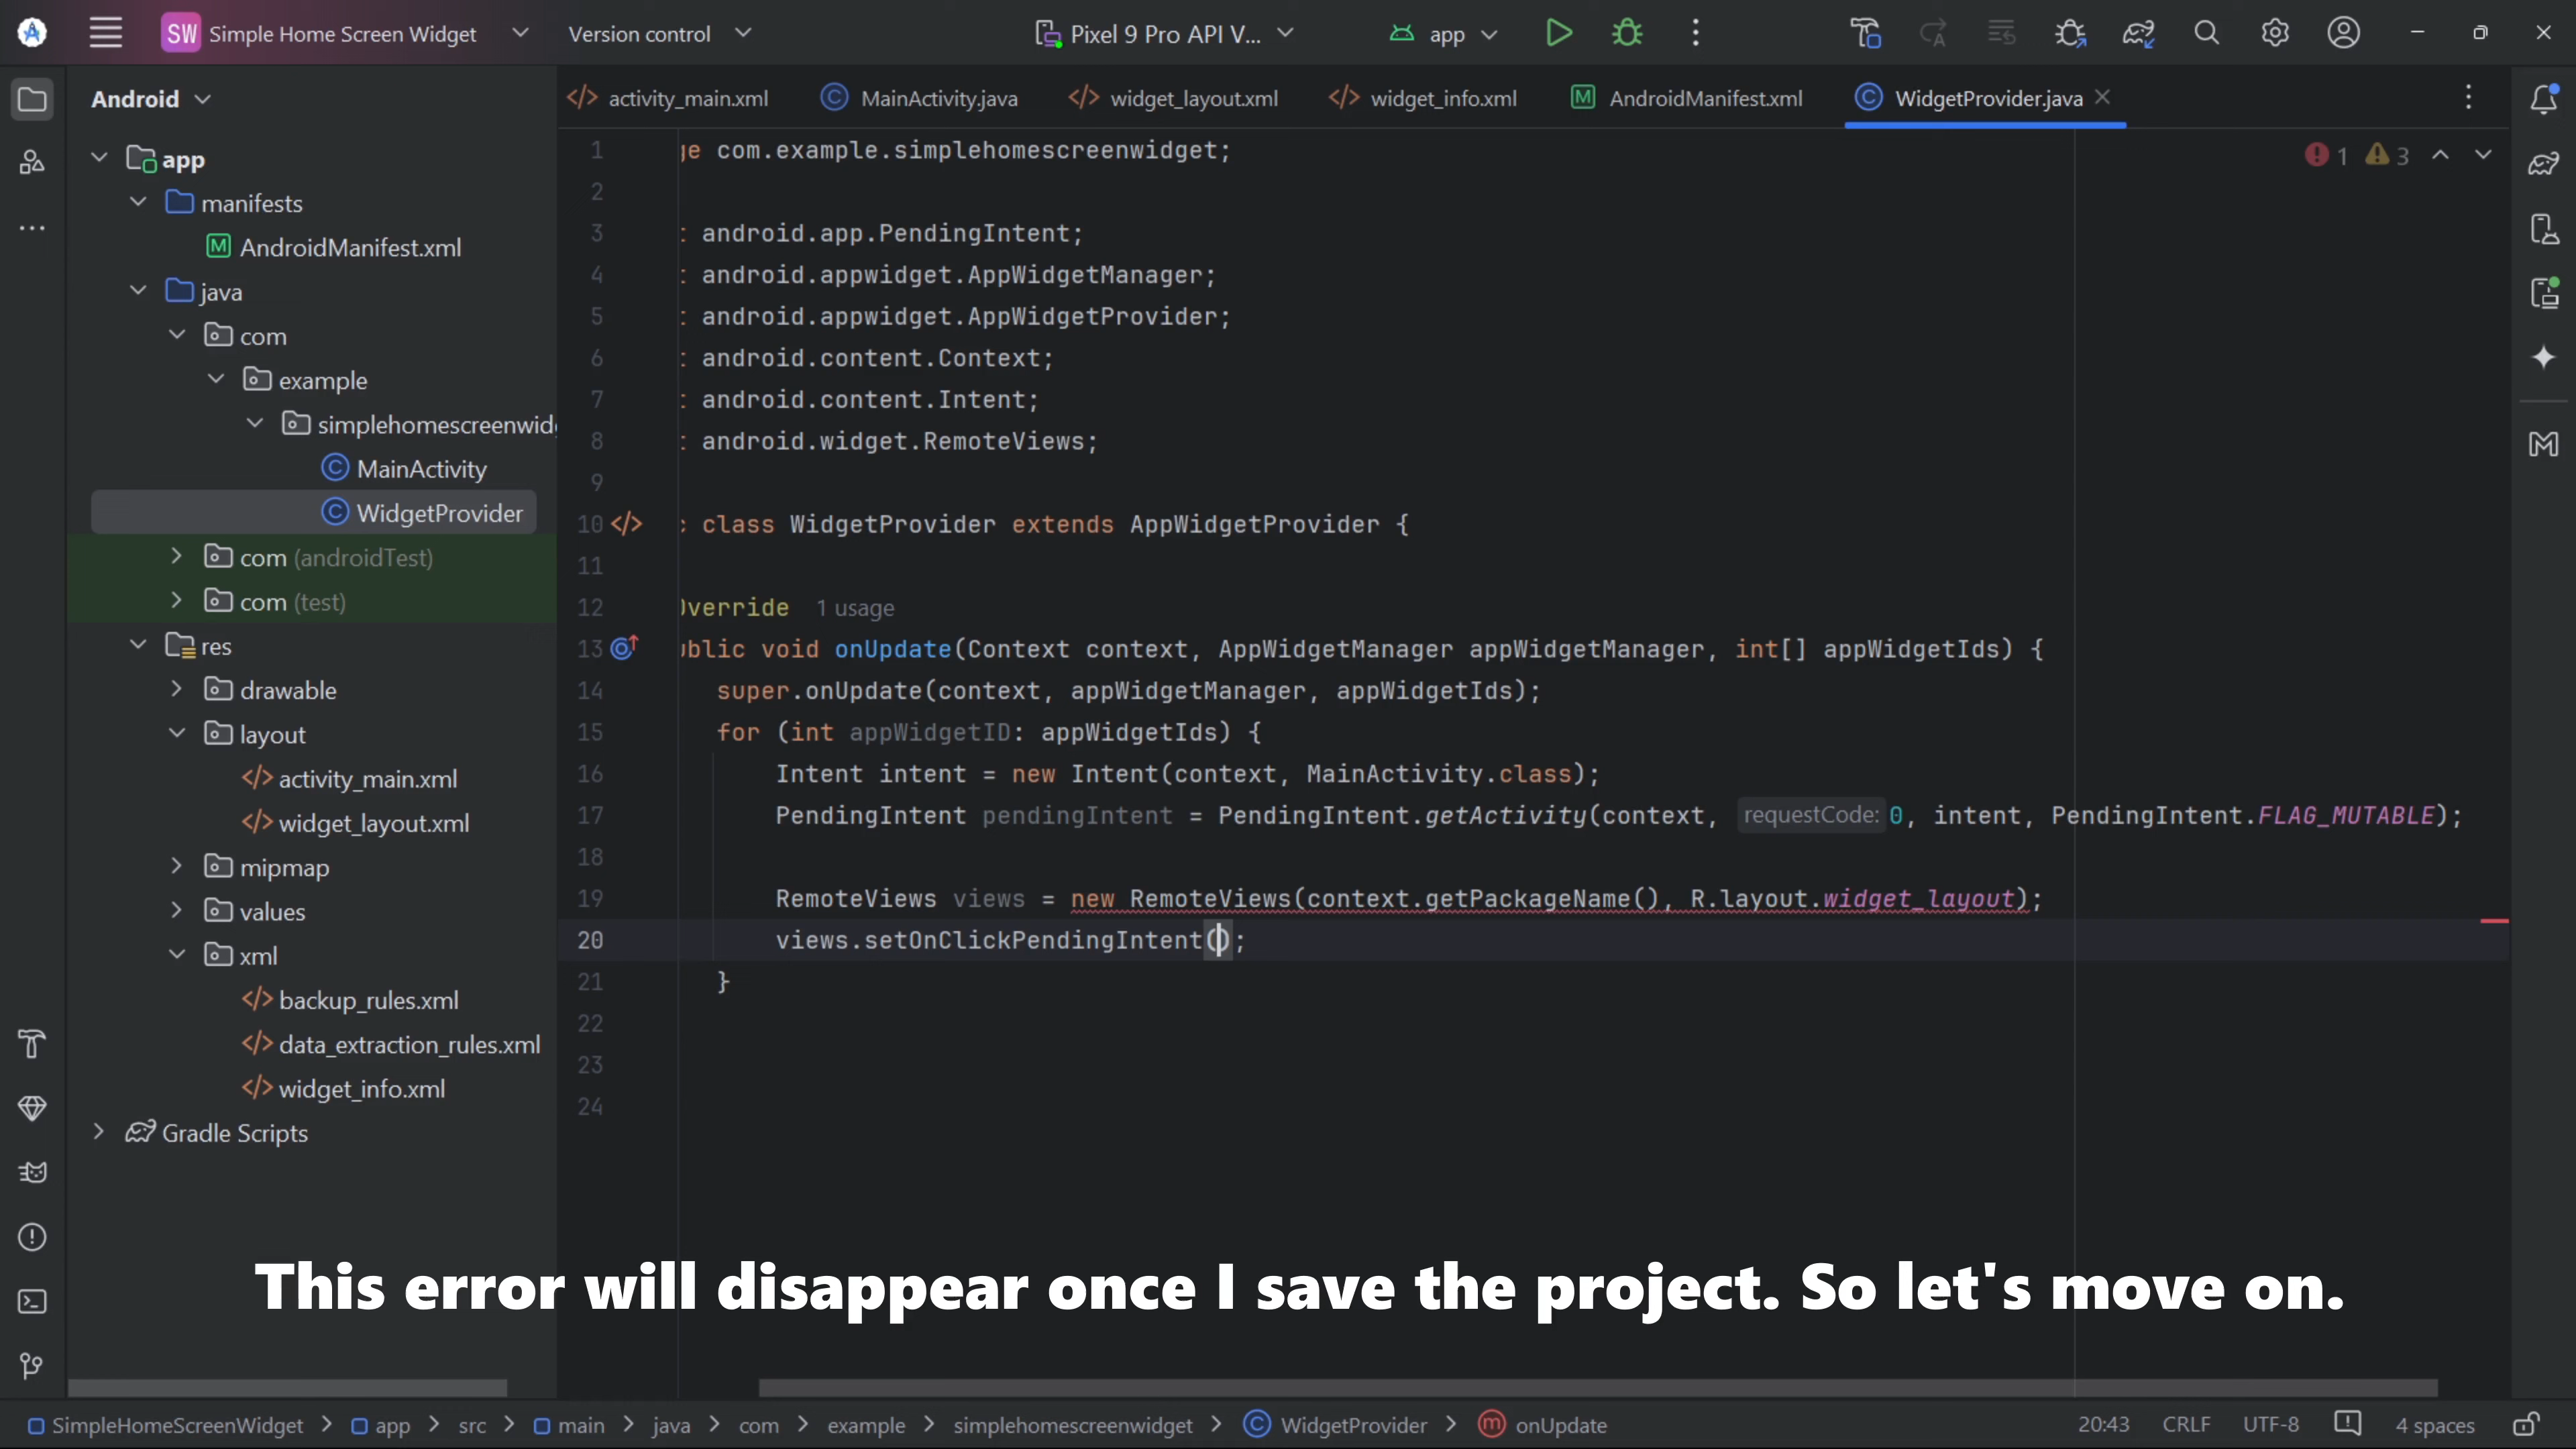 SW Simple Home Screen Widget Version control Pixel 9 Pro API V... app
Android
activity_main.xml MainActivity.java widget_layout.xml widget_info.xml AndroidManifest.xml WidgetProvider.java
app
manifests
AndroidManifest.xml
java
com
example
simplehomescreenwid
MainActivity
WidgetProvider
com (androidTest)
com (test)
res
drawable
layout
activity_main.xml
widget_layout.xml
mipmap
values
xml
backup_rules.xml
data_extraction_rules.xml
widget_info.xml
Gradle Scripts
1 3
1 ge com.example.simplehomescreenwidget;
2
3 t android.app.PendingIntent;
4 t android.appwidget.AppWidgetManager;
5 t android.appwidget.AppWidgetProvider;
6 t android.content.Context;
7 t android.content.Intent;
8 t android.widget.RemoteViews;
9
10 c class WidgetProvider extends AppWidgetProvider {
11
12 Override 1 usage
13 ublic void onUpdate(Context context, AppWidgetManager appWidgetManager, int[] appWidgetIds) {
14 super.onUpdate(context, appWidgetManager, appWidgetIds);
15 for (int appWidgetID: appWidgetIds) {
16 Intent intent = new Intent(context, MainActivity.class);
17 PendingIntent pendingIntent = PendingIntent.getActivity(context, requestCode: 0, intent, PendingIntent.FLAG_MUTABLE);
18
19 RemoteViews views = new RemoteViews(context.getPackageName(), R.layout.widget_layout);
20 views.setOnClickPendingIntent();
21 }
22
23
24
This error will disappear once I save the project. So let's move on.
SimpleHomeScreenWidget > app > src > main > java > com > example > simplehomescreenwidget > WidgetProvider > onUpdate 20:43 CRLF UTF-8 4 spaces